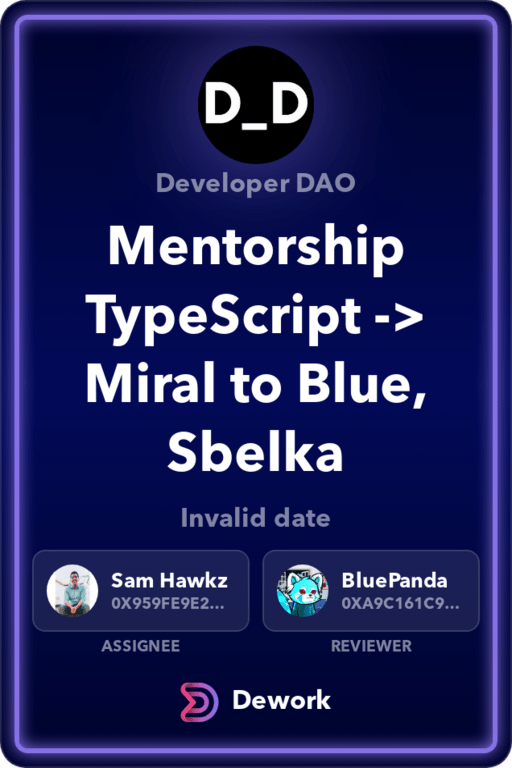 D_D
Developer DAO
Mentorship
TypeScript ->
Miral to Blue,
Sbelka
Invalid date
Sam Hawkz
0X959FE9E2...
BluePanda
0XA9C161C9...
ASSIGNEE
REVIEWER
Dework